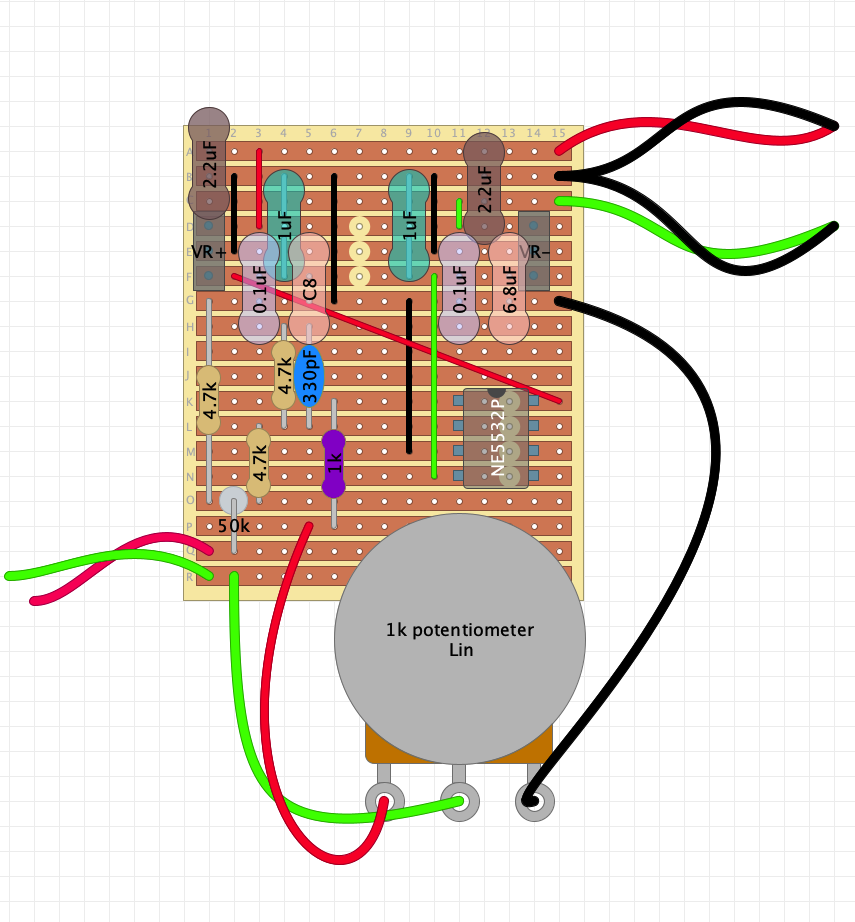 1 2 3 4 5 6 7 8 9 10 11 12 13 14 15
A
B
D
E
F
G
H
I
J
K
L
M
N
O
P
Q
R
2.2uF
2.2uF
1uF
1uF
VR+
VR-
0.1uF
C8
0.1uF
6.8uF
4.7k
4.7k
330pF
4.7k
1k
NE5532P
50k
1k potentiometer
Lin